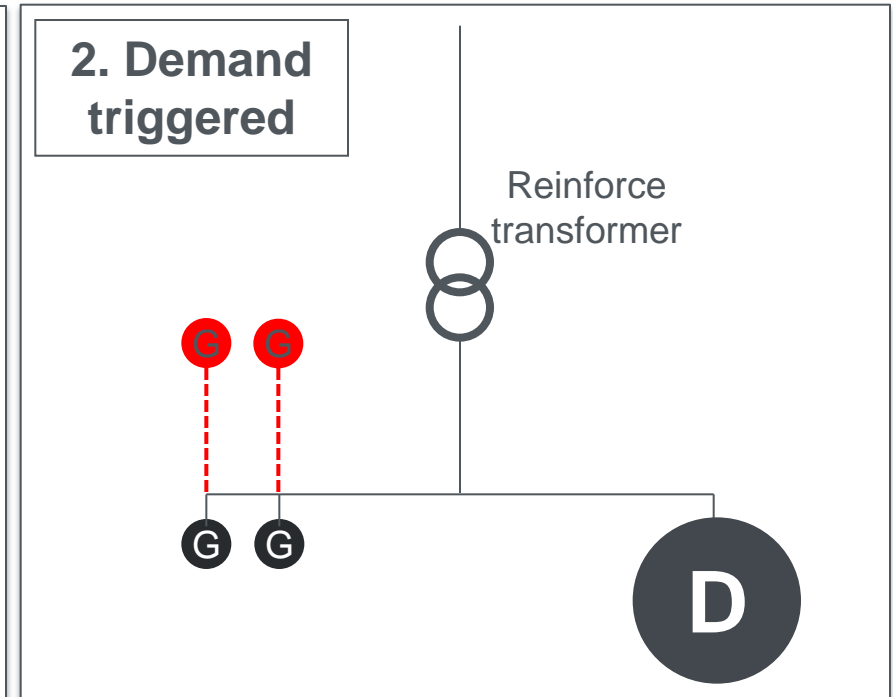 2. Demand
triggered
Reinforce
transformer
G G
G G
D